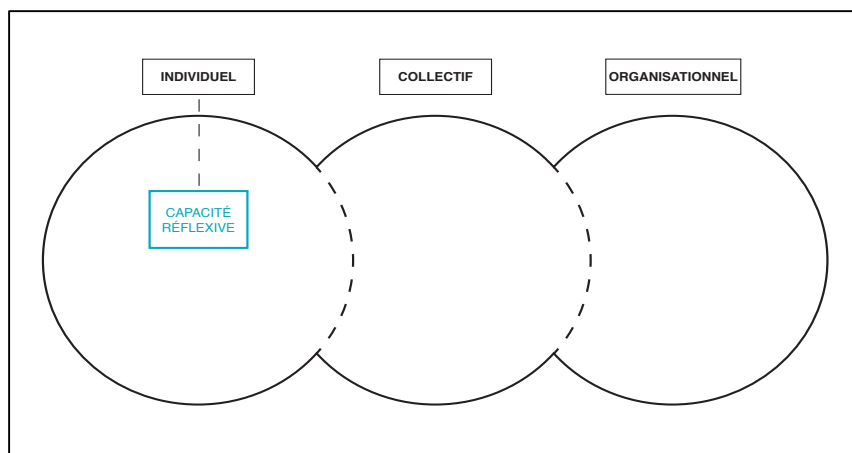 INDIVIDUEL
COLLECTIF
ORGANISATIONNEL
CAPACITÉ
RÉFLEXIVE